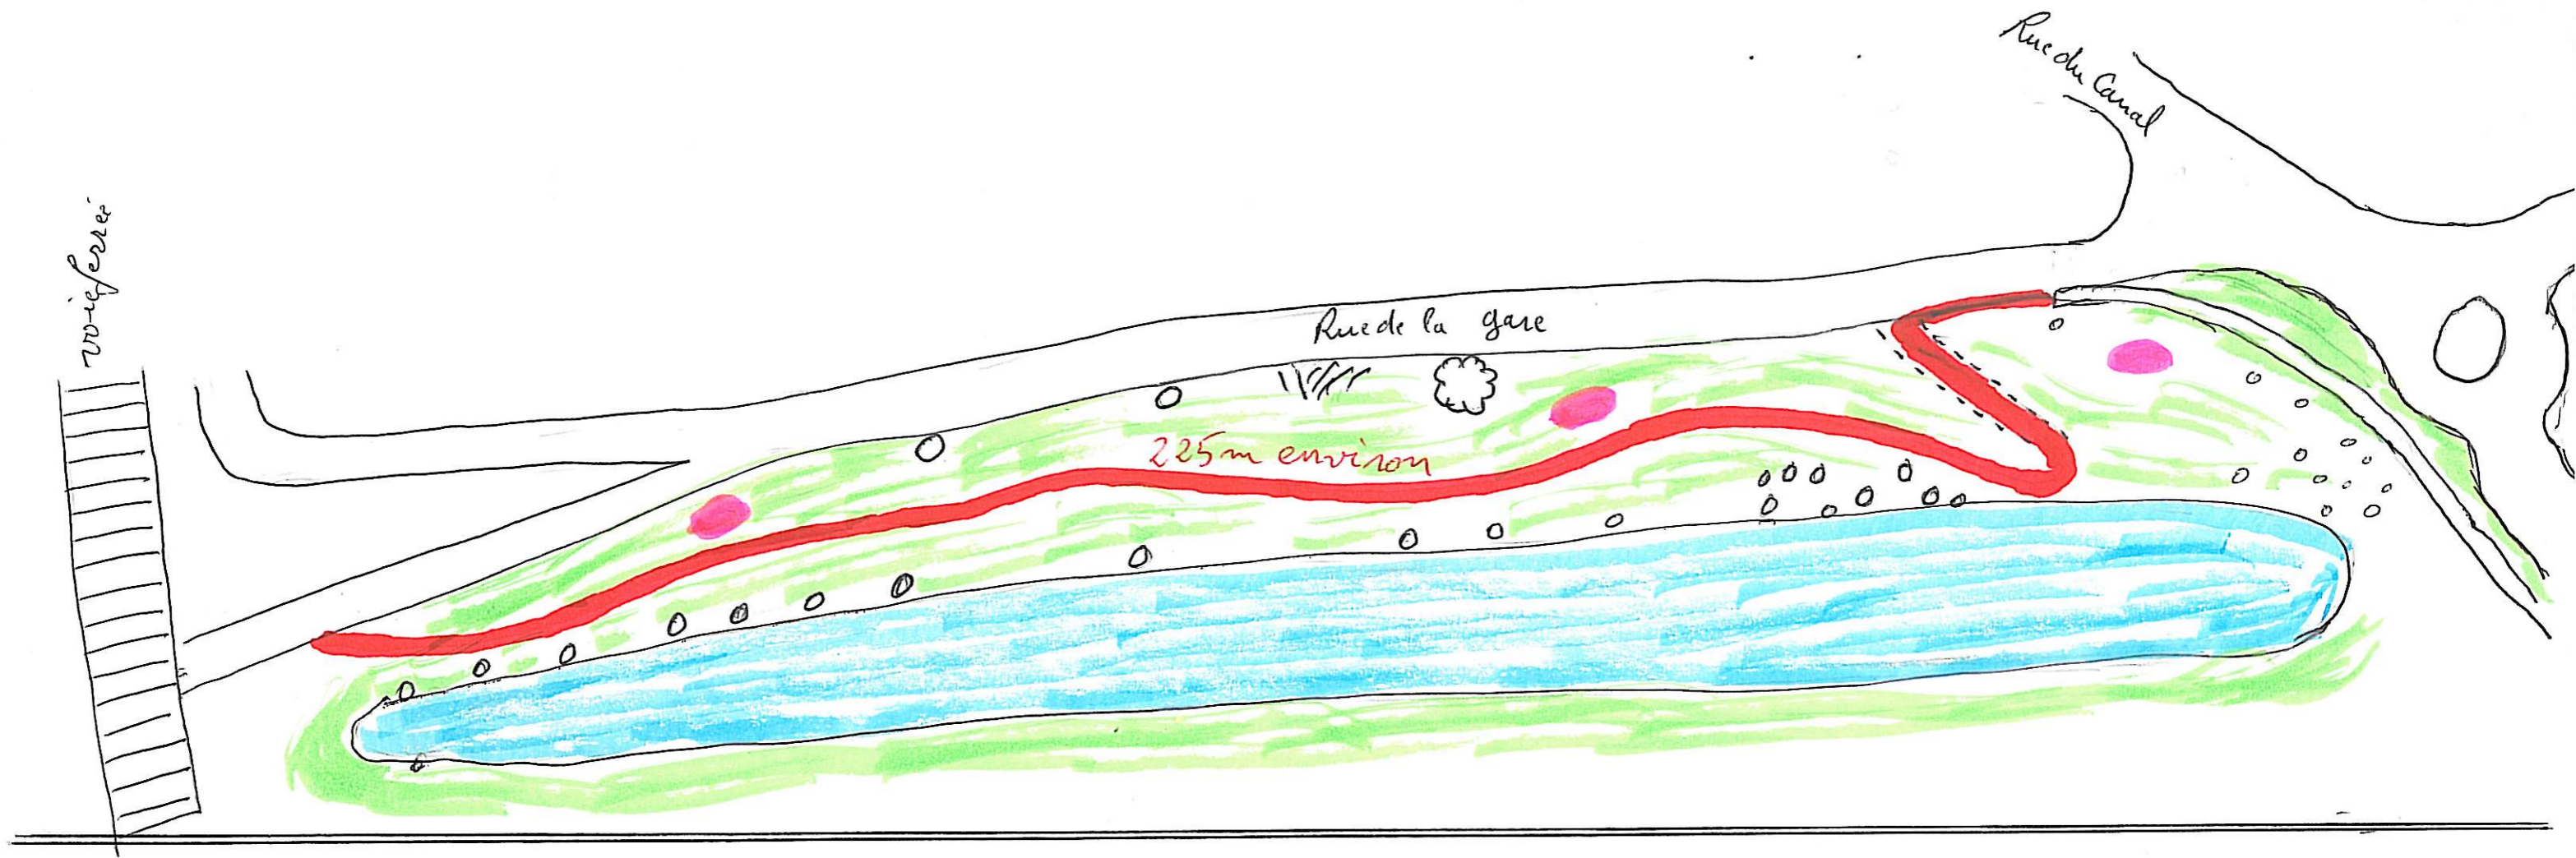 Rue du Canal
voie ferrée
Rue de la gare
225m environ